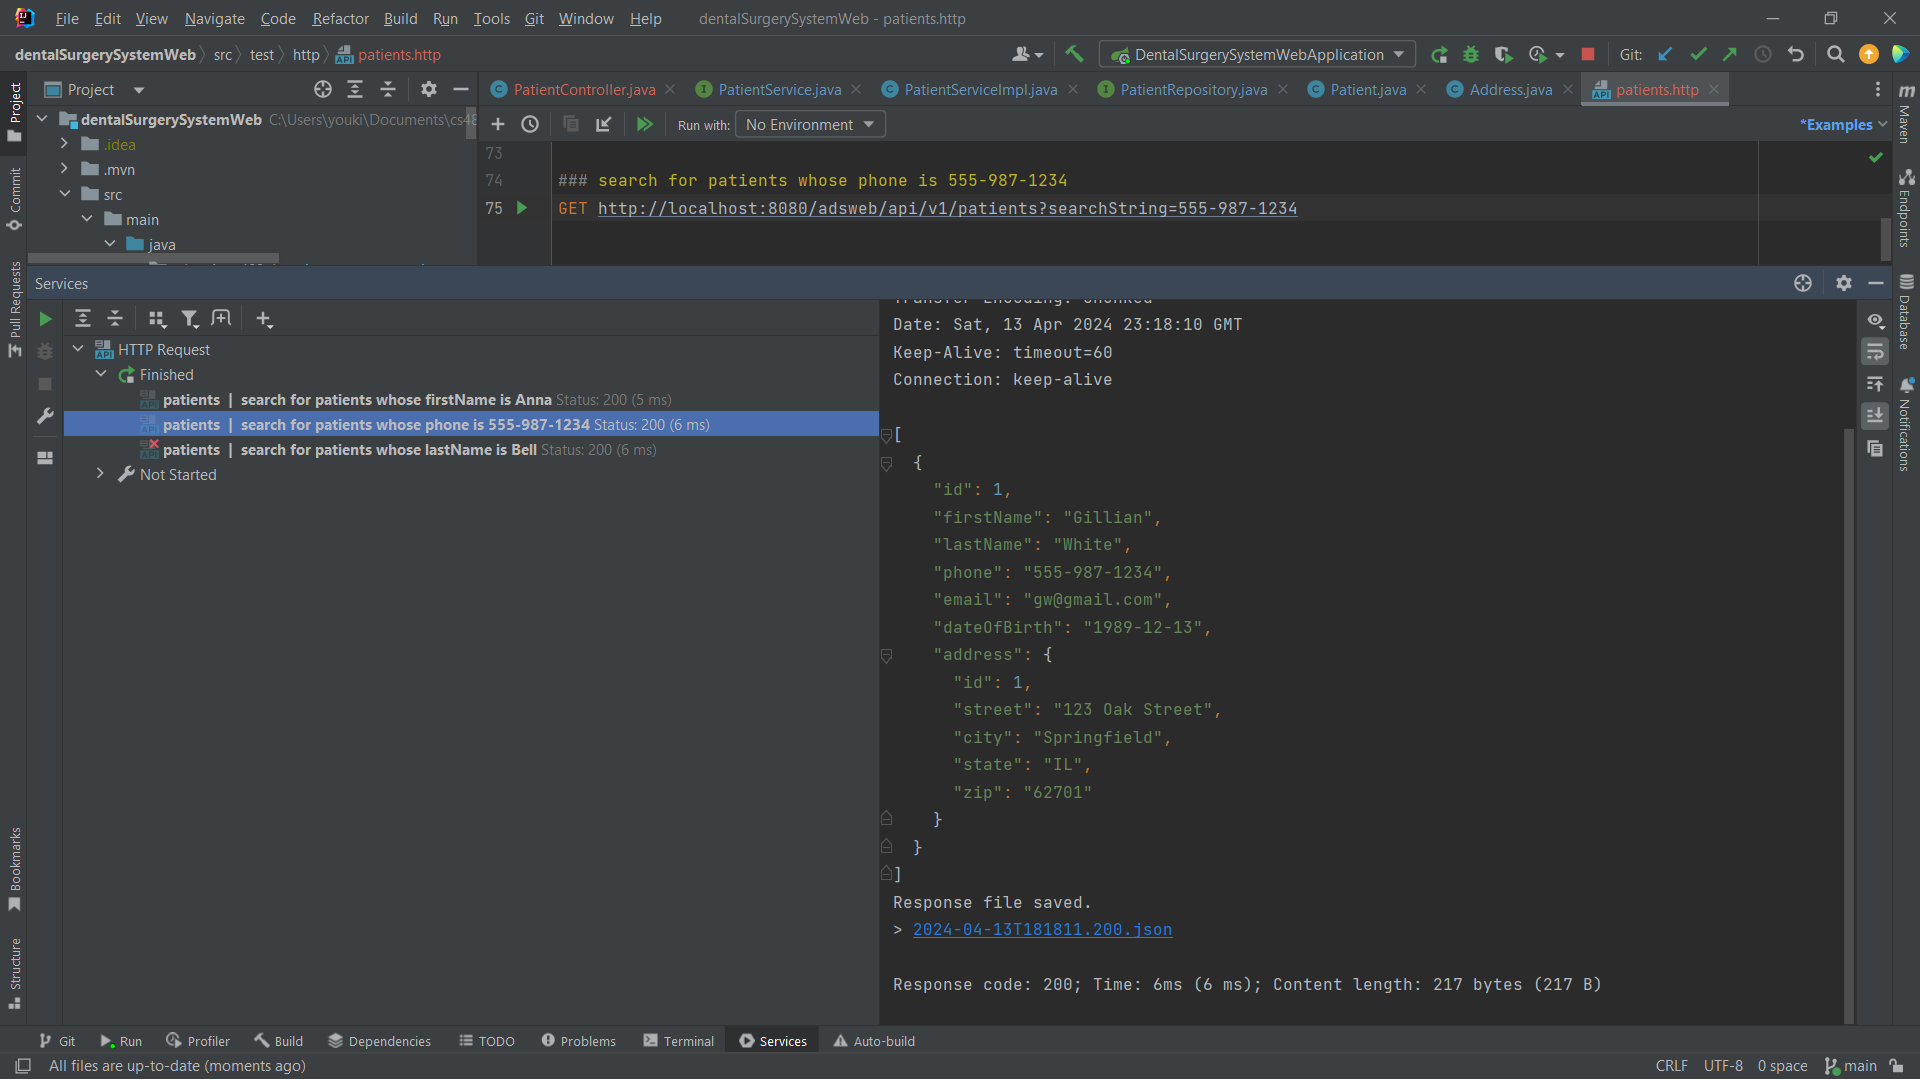 File Edit View Navigate Code Refactor Build Run Tools Git Window Help dentalSurgerySystemWeb - patients.http
dentalSurgerySystemWeb src test http patients.http
DentalSurgerySystemWebApplication Git:
Project
PatientController.java PatientService.java PatientServiceImpl.java PatientRepository.java Patient.java Address.java patients.http
dentalSurgerySystemWeb C:\Users\youki\Documents\cs48
.idea
.mvn
src
main
java
Run with: No Environment *Examples
73
74 ### search for patients whose phone is 555-987-1234
75 GET http://localhost:8080/adsweb/api/v1/patients?searchString=555-987-1234
Services
HTTP Request
Finished
patients | search for patients whose firstName is Anna Status: 200 (5 ms)
patients | search for patients whose phone is 555-987-1234 Status: 200 (6 ms)
patients | search for patients whose lastName is Bell Status: 200 (6 ms)
Not Started
Transfer-Encoding: chunked
Date: Sat, 13 Apr 2024 23:18:10 GMT
Keep-Alive: timeout=60
Connection: keep-alive
[
{
"id": 1,
"firstName": "Gillian",
"lastName": "White",
"phone": "555-987-1234",
"email": "gw@gmail.com",
"dateOfBirth": "1989-12-13",
"address": {
"id": 1,
"street": "123 Oak Street",
"city": "Springfield",
"state": "IL",
"zip": "62701"
}
}
]
Response file saved.
> 2024-04-13T181811.200.json
Response code: 200; Time: 6ms (6 ms); Content length: 217 bytes (217 B)
Project
Commit
Pull Requests
Bookmarks
Structure
Maven
Endpoints
Database
Notifications
Git Run Profiler Build Dependencies TODO Problems Terminal Services Auto-build
All files are up-to-date (moments ago) CRLF UTF-8 0 space main